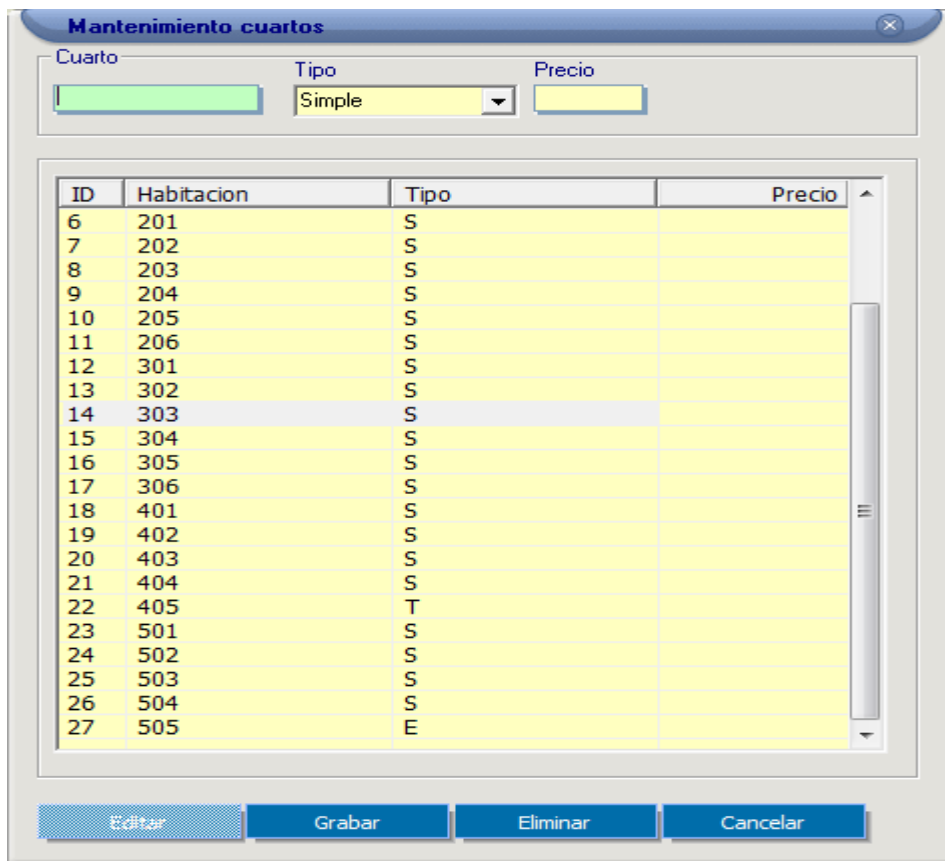 Mantenimiento cuartos
Cuarto
Tipo
Precio
Simple
ID Habitacion Tipo Precio
6 201 S
7 202 S
8 203 S
9 204 S
10 205 S
11 206 S
12 301 S
13 302 S
14 303 S
15 304 S
16 305 S
17 306 S
18 401 S
19 402 S
20 403 S
21 404 S
22 405 T
23 501 S
24 502 S
25 503 S
26 504 S
27 505 E
Editar Grabar Eliminar Cancelar